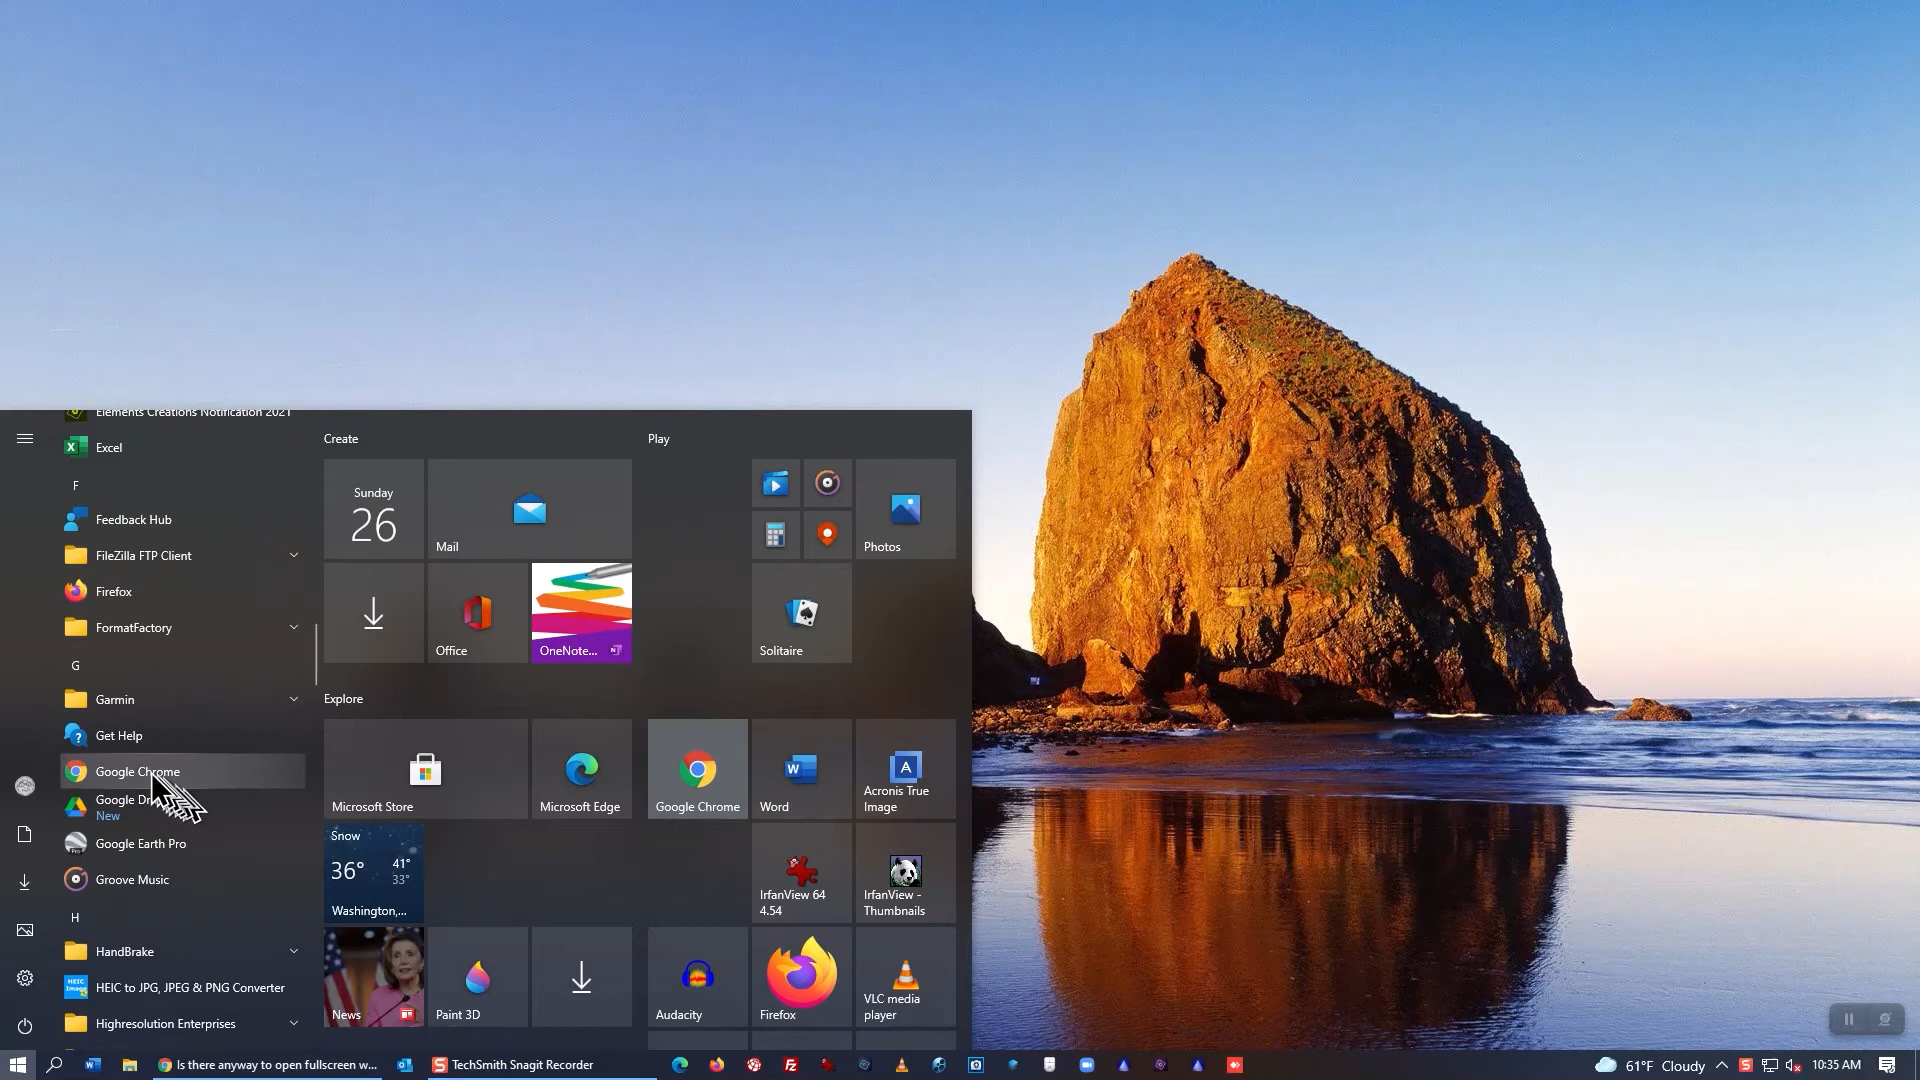 Elements Creations Notification 2021
Excel
F
Feedback Hub
FileZilla FTP Client
Firefox
FormatFactory
G
Garmin
Get Help
Google Chrome
Google
New
Google Earth Pro
Groove Music
H
HandBrake
HEIC to JPG, JPEG & PNG Converter
Highresolution Enterprises
Create
Sunday
26
Mail
Office
OneNote...
Explore
Microsoft Store
Microsoft Edge
Snow
36°
41°
33°
Washington,...
News
Paint 3D
Play
Photos
Solitaire
Google Chrome
Word
Acronis True
Image
IrfanView 64
4.54
IrfanView -
Thumbnails
Audacity
Firefox
VLC media
player
Is there anyway to open fullscreen w...
TechSmith Snagit Recorder
61°F Cloudy
10:35 AM